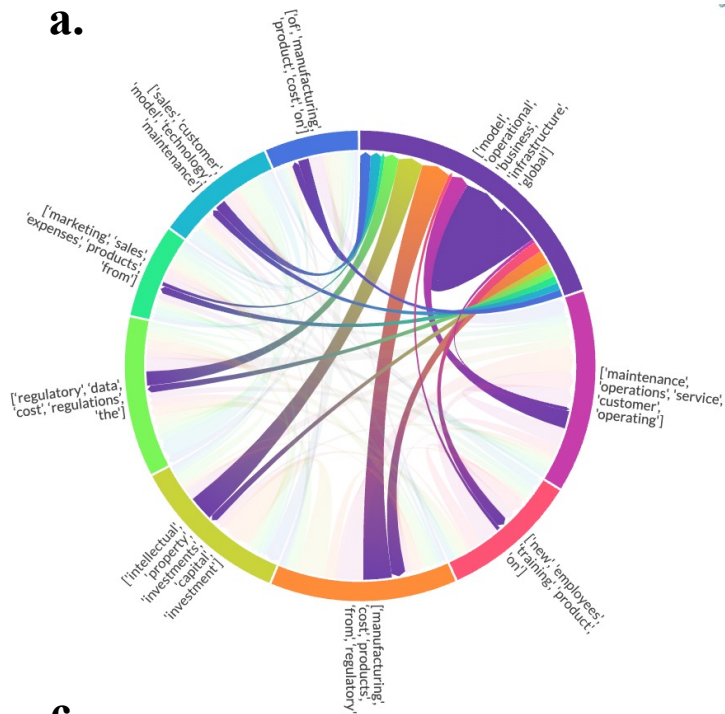 a.
['of', 'manufacturing',
'product', 'cost', 'on']
['model',
'operational',
'business',
'infrastructure',
'global']
['sales', 'customer'
'model', 'technology',
'maintenance']
['marketing', 'sales',
'expenses', 'products',
'from']
['maintenance',
'operations', 'service',
'customer',
'operating']
['regulatory', 'data',
'cost', 'regulations',
'the']
['intellectual',
'property',
'investments',
'capital',
'investment']
['new', 'employees',
'training', 'product',
'on']
['manufacturing',
'cost', 'products',
'from', 'regulatory'